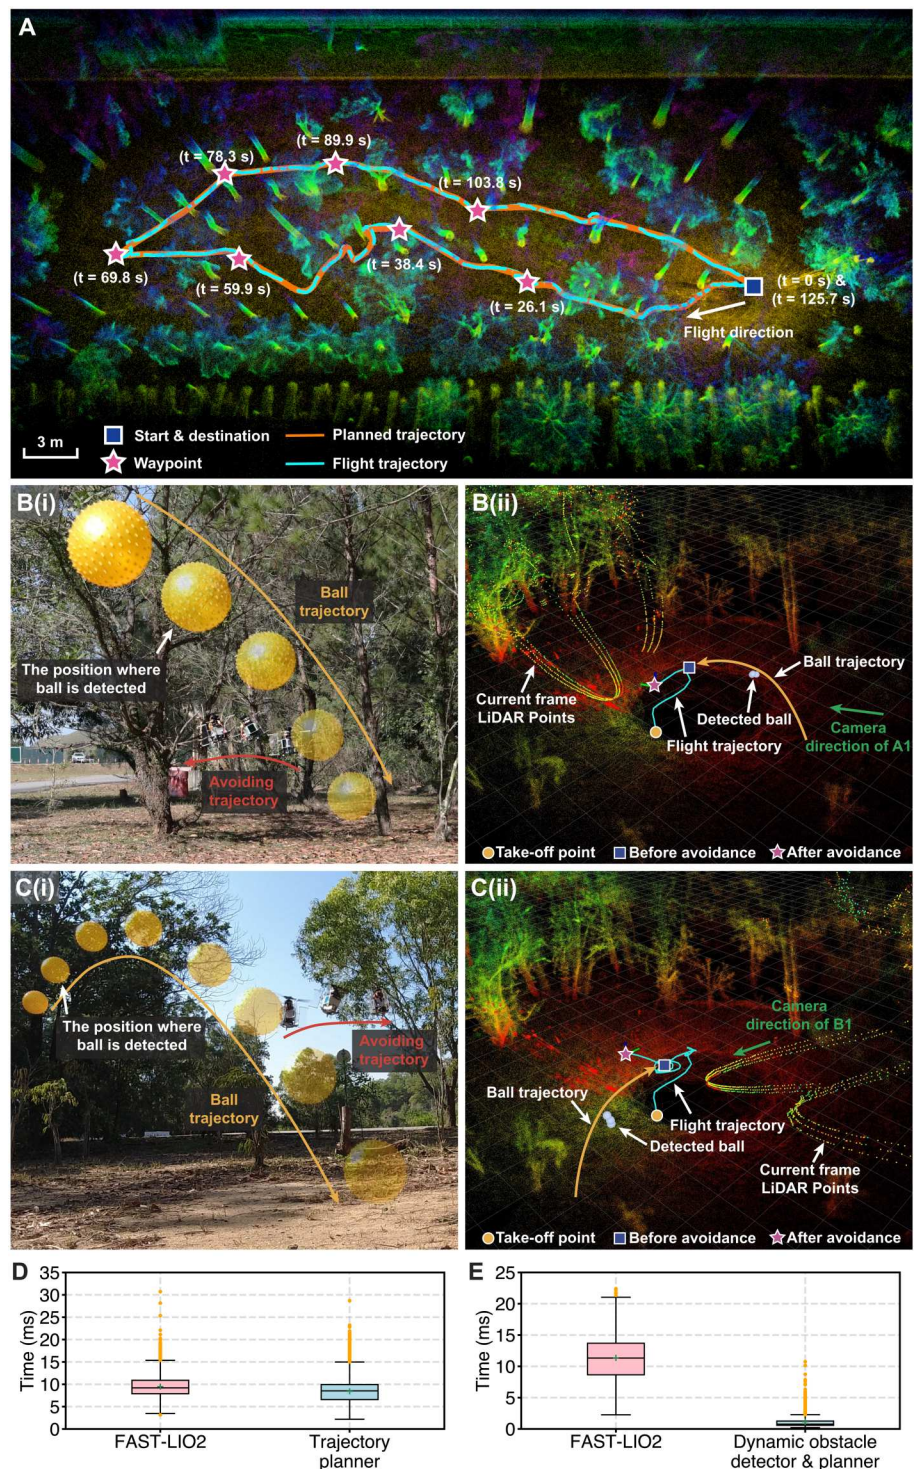 A
(t = 89.9 s)
(t = 78.3 s)
(t = 103.8 s)
(t = 69.8 s)
(t = 59.9 s)
(t = 38.4 s)
(t = 26.1 s)
(t = 0 s) &
(t = 125.7 s)
Flight direction
3 m
Start & destination
Planned trajectory
Waypoint
Flight trajectory
B(i)
Ball
trajectory
The position where
ball is detected
Avoiding
trajectory
B(ii)
Ball trajectory
Current frame
LiDAR Points
Detected ball
Flight trajectory
Camera
direction of A1
Take-off point
Before avoidance
After avoidance
C(i)
The position where
ball is detected
Avoiding
trajectory
Ball
trajectory
C(ii)
Camera
direction of B1
Ball trajectory
Flight trajectory
Detected ball
Current frame
LiDAR Points
Take-off point
Before avoidance
After avoidance
D
Time (ms)
35
30
25
20
15
10
5
0
FAST-LIO2
Trajectory
planner
E
Time (ms)
25
20
15
10
5
0
FAST-LIO2
Dynamic obstacle
detector & planner